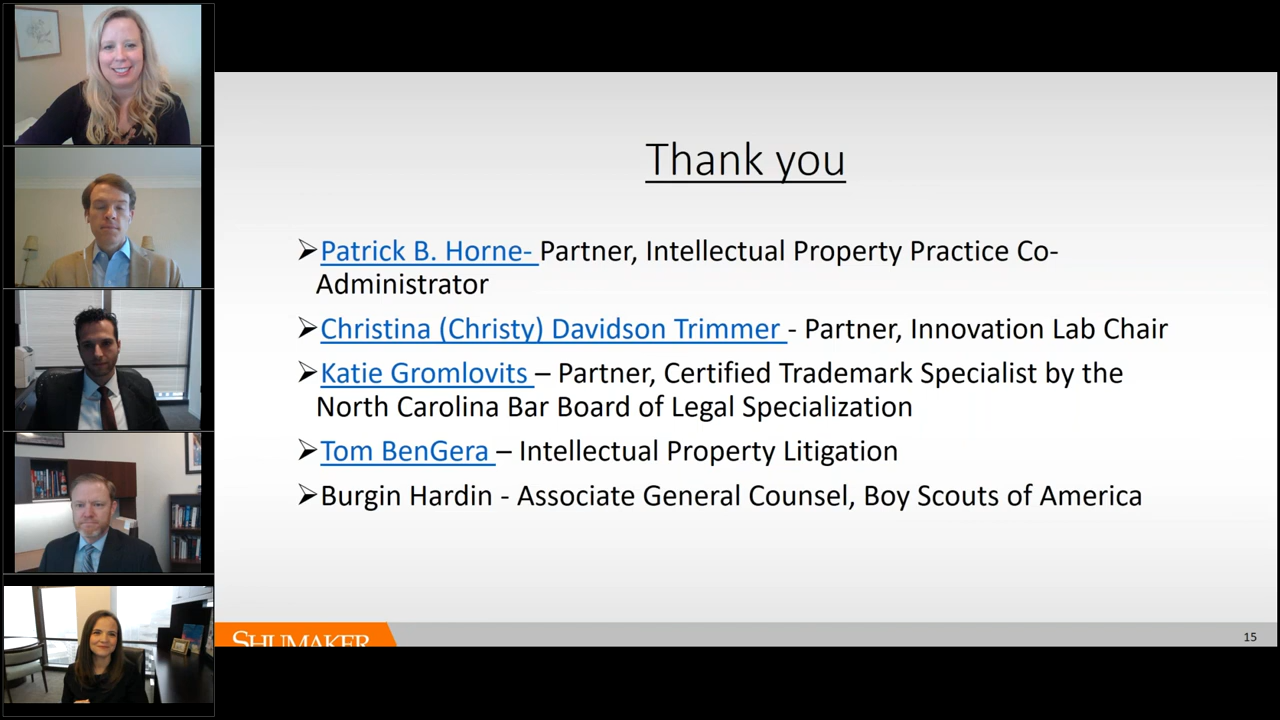 Thank you
➢Patrick B. Horne- Partner, Intellectual Property Practice Co-
Administrator
➢Christina (Christy) Davidson Trimmer - Partner, Innovation Lab Chair
➢Katie Gromlovits – Partner, Certified Trademark Specialist by the
North Carolina Bar Board of Legal Specialization
➢Tom BenGera – Intellectual Property Litigation
➢Burgin Hardin - Associate General Counsel, Boy Scouts of America
SHUMAKER
15